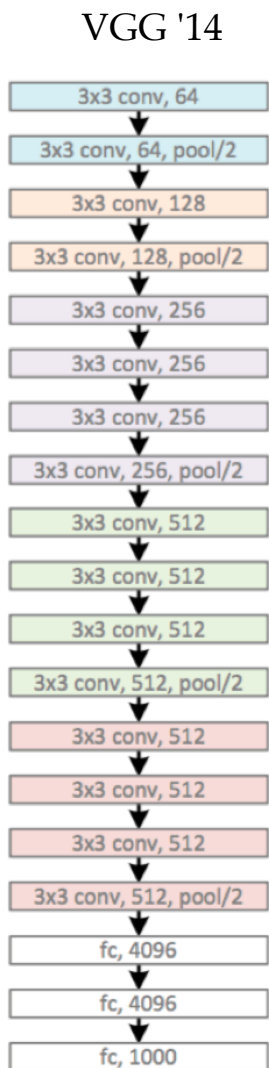 VGG '14
3x3 conv, 64
3x3 conv, 64, pool/2
3x3 conv, 128
3x3 conv, 128, pool/2
3x3 conv, 256
3x3 conv, 256
3x3 conv, 256
3x3 conv, 256, pool/2
3x3 conv, 512
3x3 conv, 512
3x3 conv, 512
3x3 conv, 512, pool/2
3x3 conv, 512
3x3 conv, 512
3x3 conv, 512
3x3 conv, 512, pool/2
fc, 4096
fc, 4096
fc, 1000